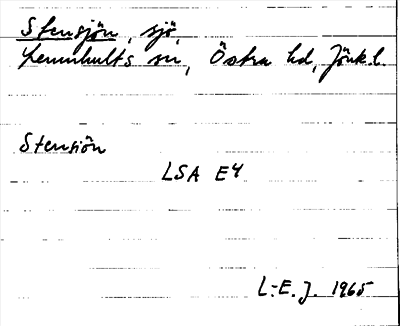 Stensjön, sjö,
Lemnhults sn, Östra hd, Jönk.l.
Stensiön
LSA E4
L.-E. J. 1965